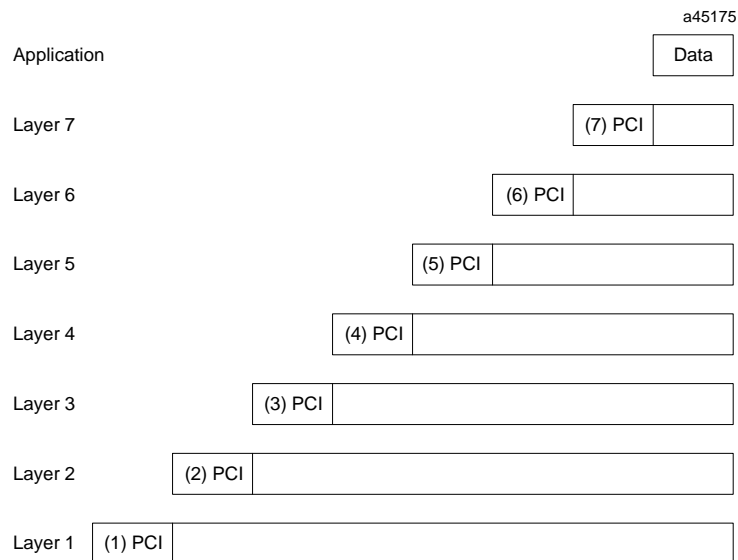 a45175
Application Data
Layer 7 (7) PCI
Layer 6 (6) PCI
Layer 5 (5) PCI
Layer 4 (4) PCI
Layer 3 (3) PCI
Layer 2 (2) PCI
Layer 1 (1) PCI